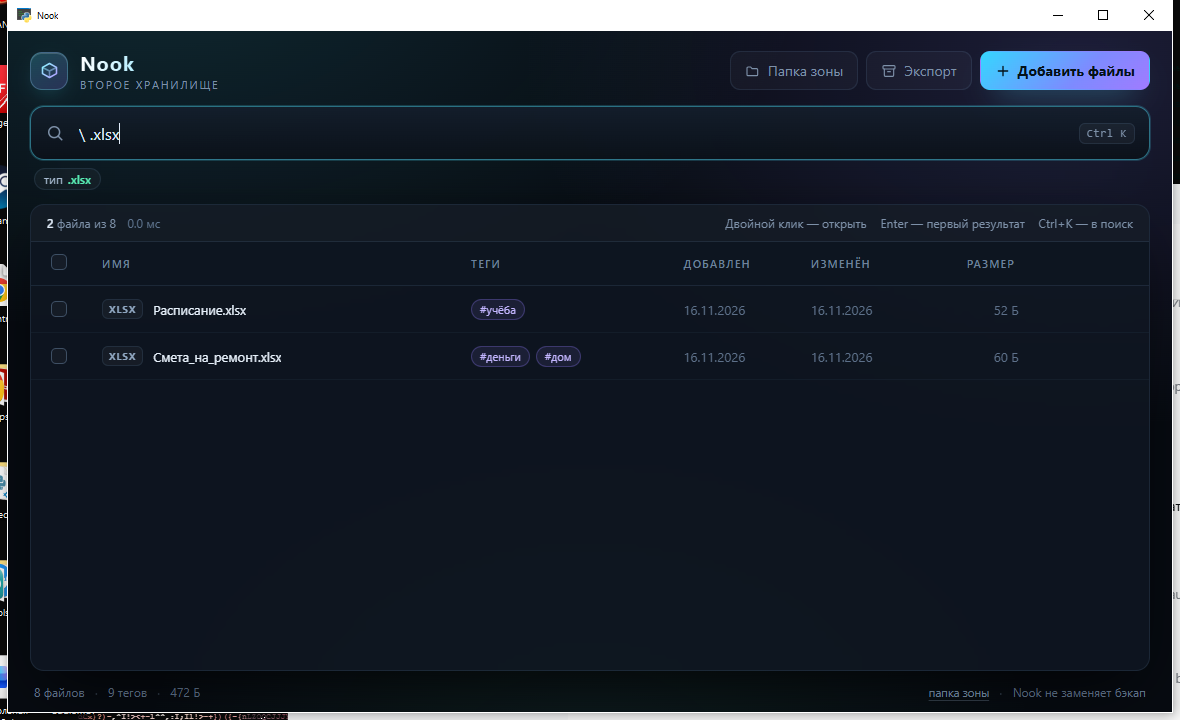 Nook
Nook
ВТОРОЕ ХРАНИЛИЩЕ
Папка зоны
Экспорт
+ Добавить файлы
\ .xlsx
Ctrl K
тип .xlsx
2 файла из 8 0.0 мс
Двойной клик — открыть Enter — первый результат Ctrl+K — в поиск
ИМЯ ТЕГИ ДОБАВЛЕН ИЗМЕНЁН РАЗМЕР
XLSX Расписание.xlsx #учёба 16.11.2026 16.11.2026 52 Б
XLSX Смета_на_ремонт.xlsx #деньги #дом 16.11.2026 16.11.2026 60 Б
8 файлов · 9 тегов · 472 Б
папка зоны · Nook не заменяет бэкап